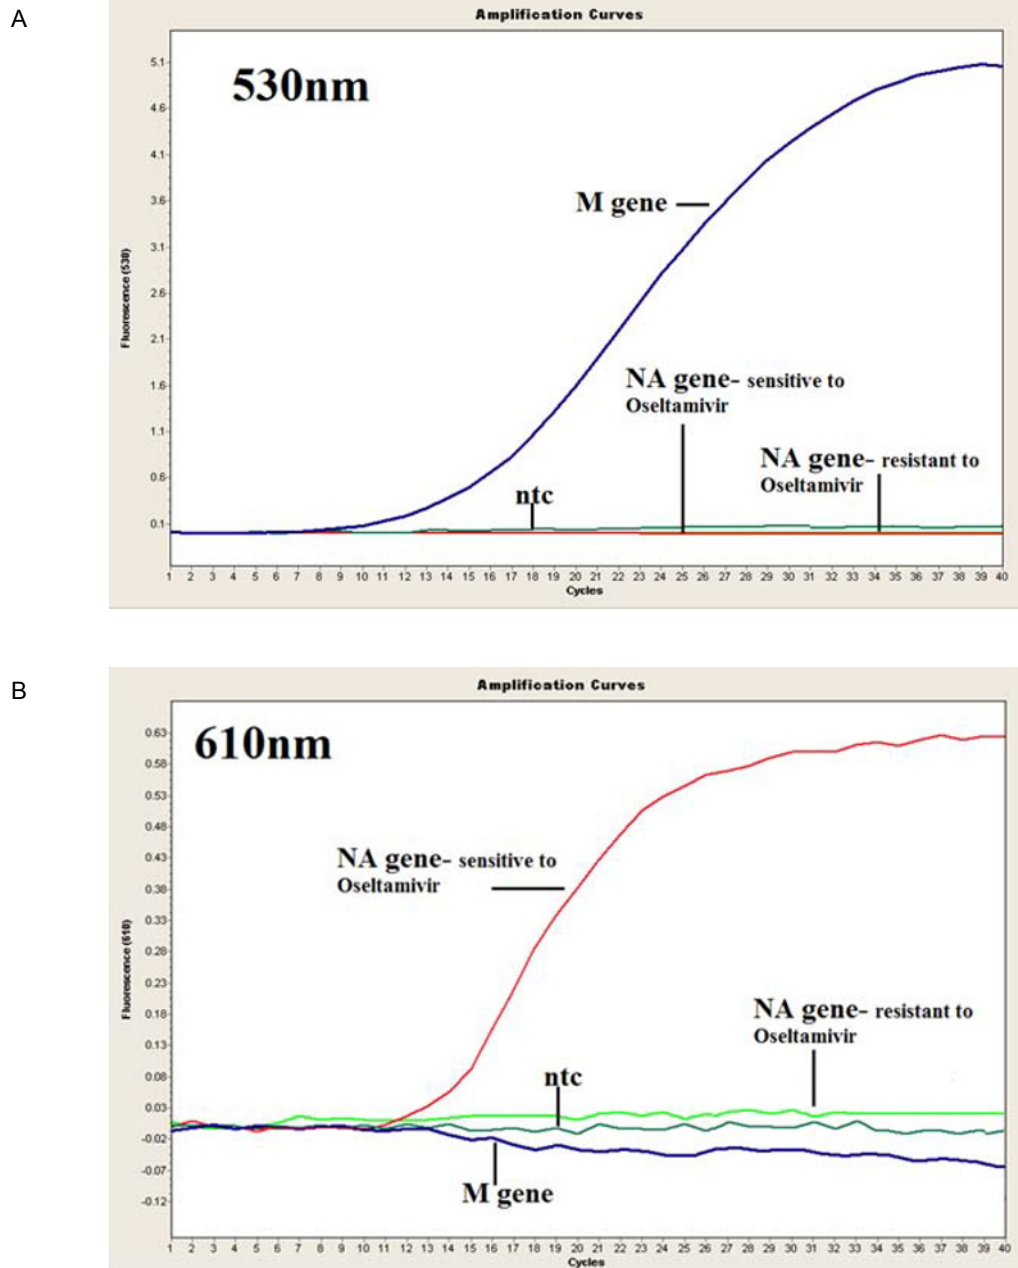 A
Amplification Curves
530nm
5.1
4.6
4.1
3.6
3.1
2.6
2.1
1.6
1.1
0.6
0.1
Fluorescence (530)
M gene
NA gene- sensitive to
Oseltamivir
NA gene- resistant to
Oseltamivir
ntc
1 2 3 4 5 6 7 8 9 10 11 12 13 14 15 16 17 18 19 20 21 22 23 24 25 26 27 28 29 30 31 32 33 34 35 36 37 38 39 40
Cycles
B
Amplification Curves
610nm
0.63
0.58
0.53
0.48
0.43
0.38
0.33
0.28
0.23
0.18
0.13
0.08
0.03
-0.02
-0.07
-0.12
Fluorescence (610)
NA gene- sensitive to
Oseltamivir
NA gene- resistant to
Oseltamivir
ntc
M gene
1 2 3 4 5 6 7 8 9 10 11 12 13 14 15 16 17 18 19 20 21 22 23 24 25 26 27 28 29 30 31 32 33 34 35 36 37 38 39 40
Cycles